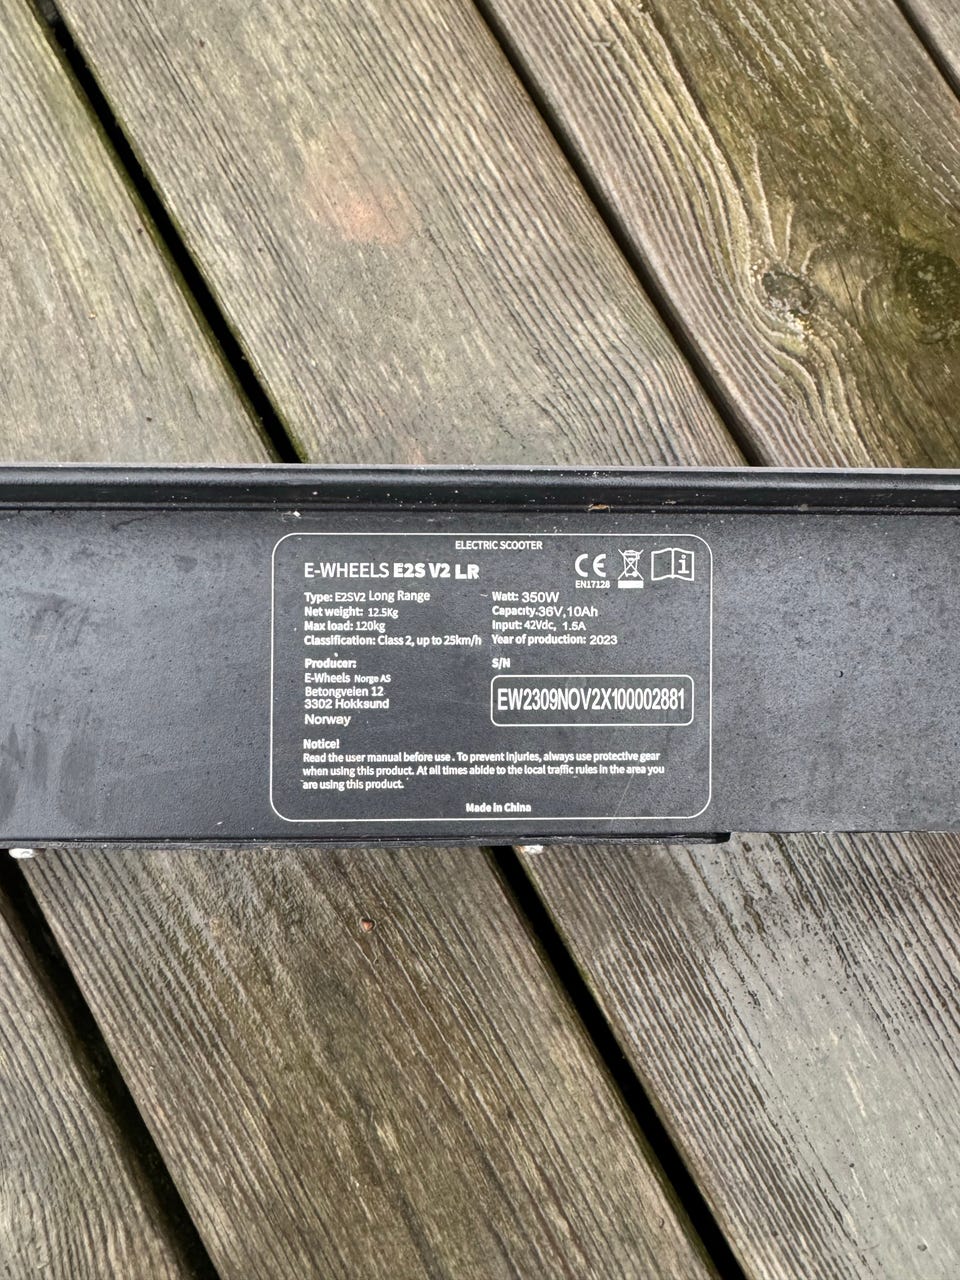 ELECTRIC SCOOTER
E-WHEELS E2S V2 LR
CE
EN17128
Type: E2SV2 Long Range
Net weight: 12.5Kg
Max load: 120kg
Classification: Class 2, up to 25km/h
Watt: 350W
Capacity: 36V, 10Ah
Input: 42Vdc, 1.5A
Year of production: 2023
Producer:
E-Wheels Norge AS
Betongveien 12
3302 Hokksund
Norway
S/N
EW2309NOV2X100002881
Notice!
Read the user manual before use. To prevent injuries, always use protective gear
when using this product. At all times abide to the local traffic rules in the area you
are using this product.
Made in China